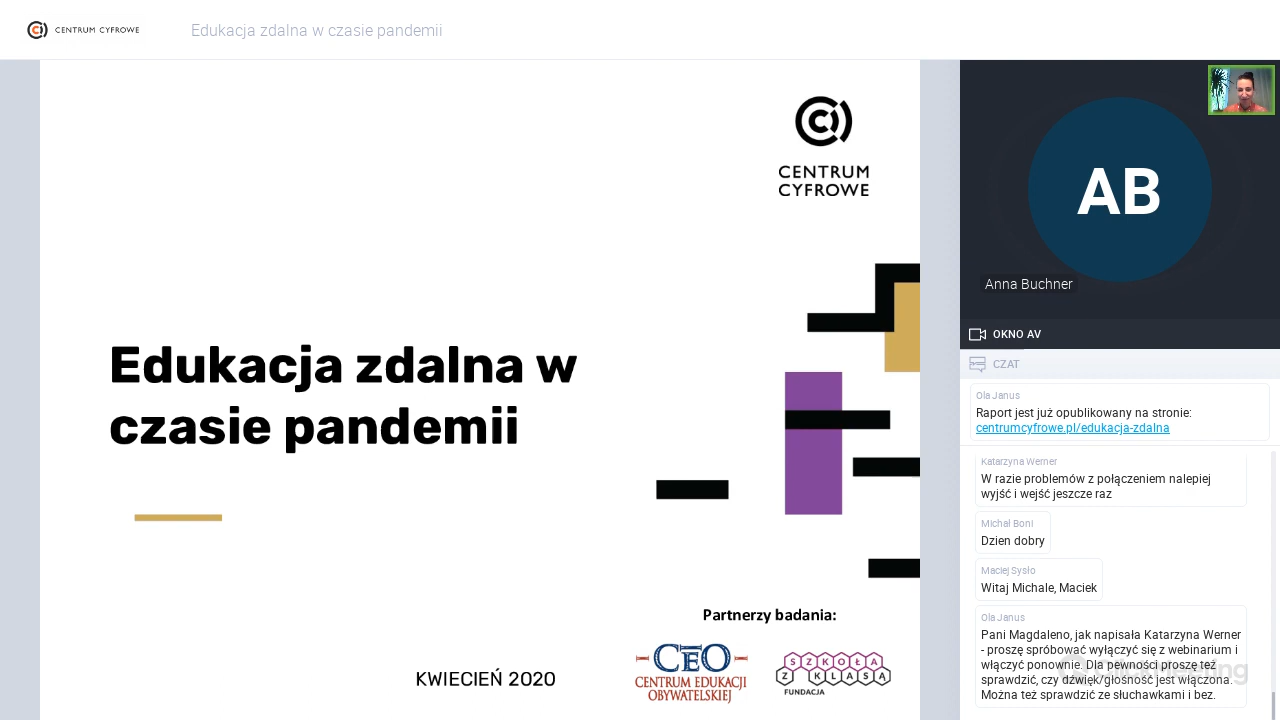 CENTRUM CYFROWE
Edukacja zdalna w czasie pandemii
CENTRUM
CYFROWE
Edukacja zdalna w
czasie pandemii
Partnerzy badania:
CEO
CENTRUM EDUKACJI
OBYWATELSKIEJ
SZKOŁA
Z KLASĄ
FUNDACJA
KWIECIEŃ 2020
AB
Anna Buchner
OKNO AV
CZAT
Ola Janus
Raport jest już opublikowany na stronie:
centrumcyfrowe.pl/edukacja-zdalna
Katarzyna Werner
W razie problemów z połączeniem nalepiej
wyjść i wejść jeszcze raz
Michał Boni
Dzien dobry
Maciej Sysło
Witaj Michale, Maciek
Ola Janus
Pani Magdaleno, jak napisała Katarzyna Werner
- proszę spróbować wyłączyć się z webinarium i
włączyć ponownie. Dla pewności proszę też
sprawdzić, czy dźwięk/głosność jest włączona.
Można też sprawdzić ze słuchawkami i bez.